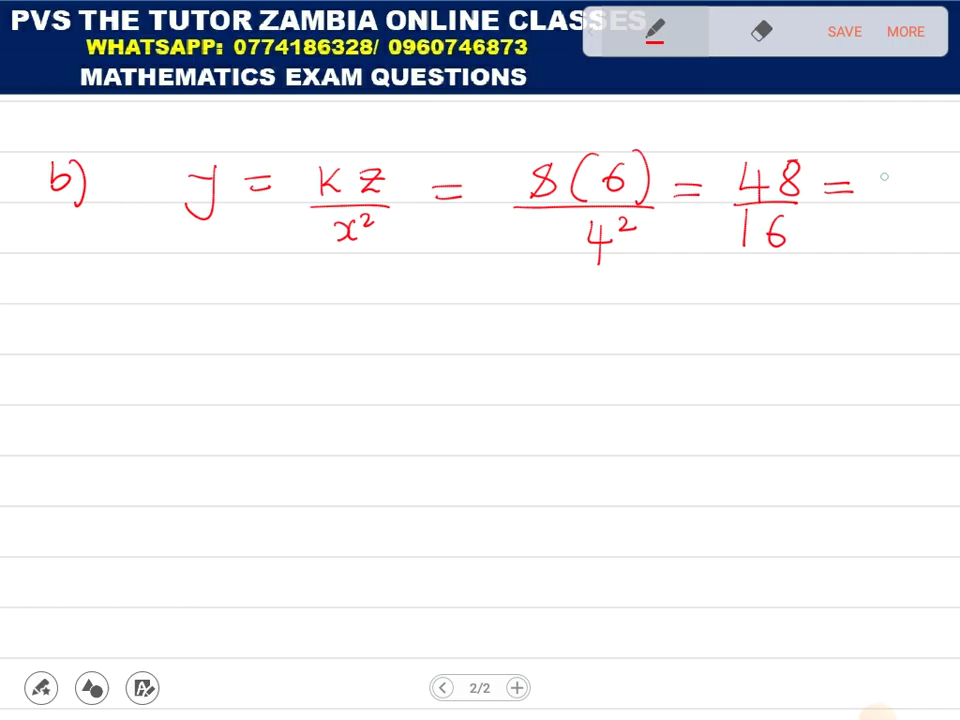 PVS THE TUTOR ZAMBIA ONLINE CLASSES
WHATSAPP: 0774186328/ 0960746873
MATHEMATICS EXAM QUESTIONS
SAVE MORE
b) y = kz/x² = 8(6)/4² = 48/16 =
2/2